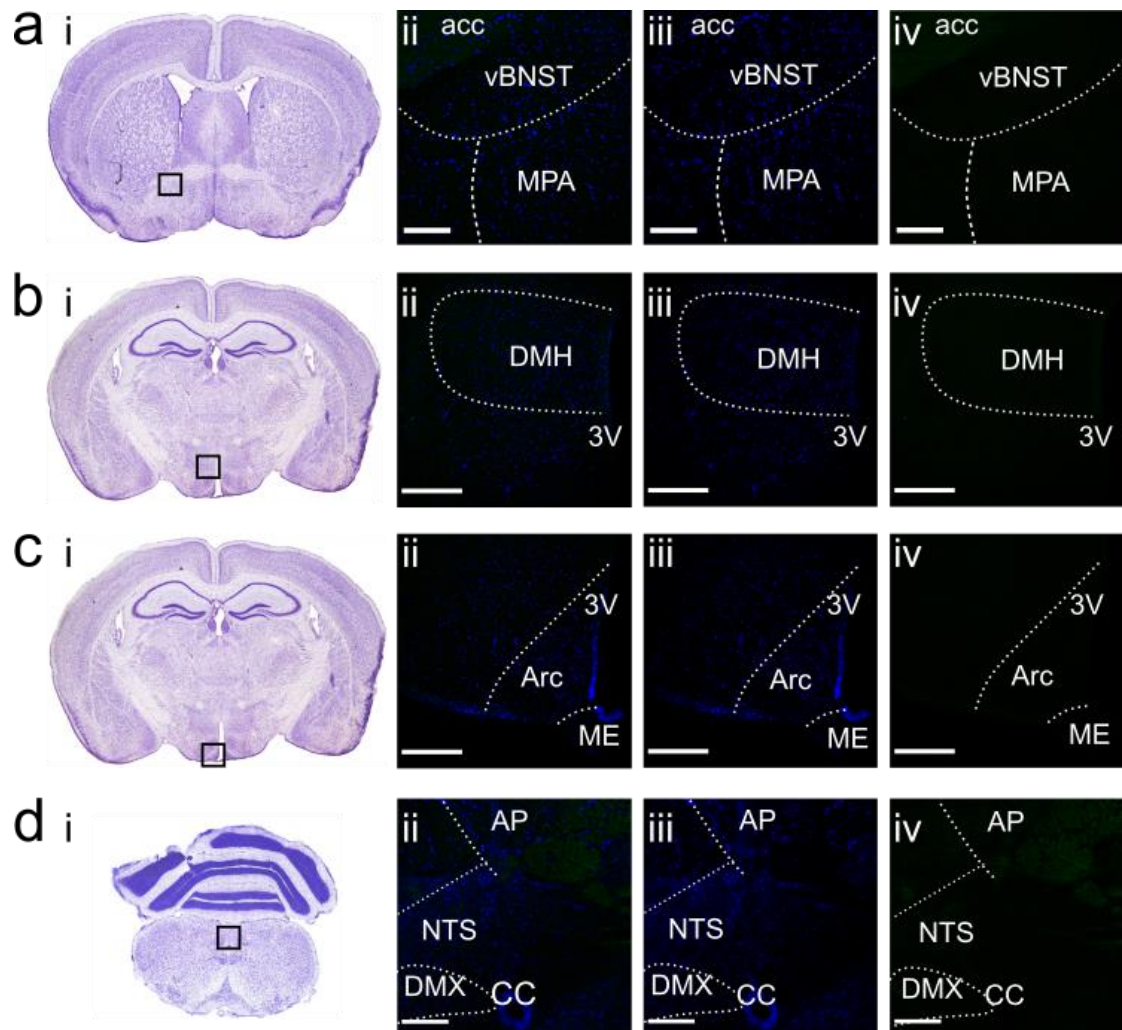 a i ii acc vBNST MPA iii acc vBNST MPA iv acc vBNST MPA
b i ii DMH 3V iii DMH 3V iv DMH 3V
c i ii 3V Arc ME iii 3V Arc ME iv 3V Arc ME
d i ii AP NTS DMX CC iii AP NTS DMX CC iv AP NTS DMX CC